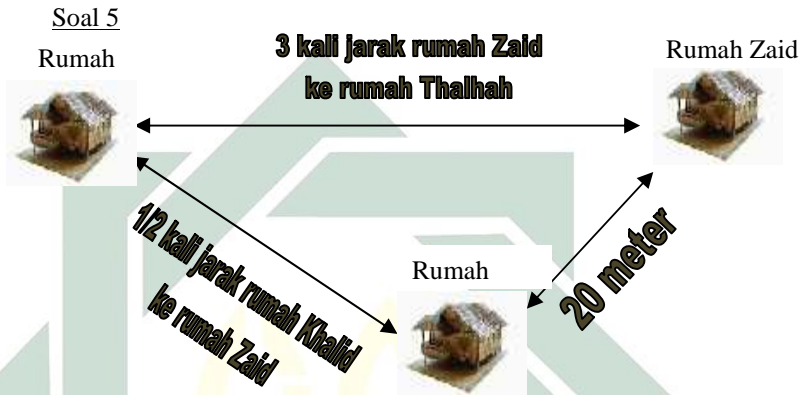 Soal 5
Rumah
3 kali jarak rumah Zaid
ke rumah Thalhah
Rumah Zaid
1/2 kali jarak rumah Khalid
ke rumah Zaid
Rumah
20 meter